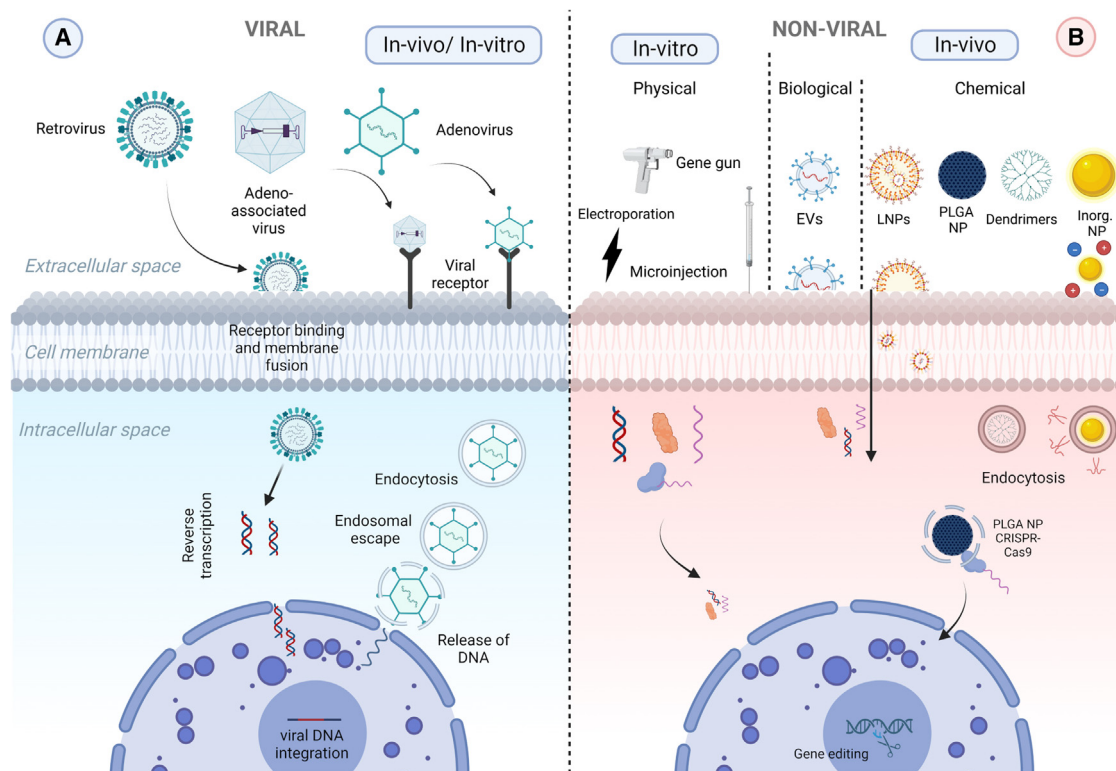 A
VIRAL
In-vivo/ In-vitro
Retrovirus
Adenovirus
Adeno-
associated
virus
Extracellular space
Viral
receptor
Receptor binding
and membrane
fusion
Cell membrane
Intracellular space
Endocytosis
Reverse
transcription
Endosomal
escape
Release of
DNA
viral DNA
integration
NON-VIRAL
B
In-vitro
In-vivo
Physical
Biological
Chemical
Gene gun
Electroporation
Microinjection
EVs
LNPs
PLGA
NP
Dendrimers
Inorg.
NP
−
+
+
−
Endocytosis
PLGA NP
CRISPR-
Cas9
Gene editing